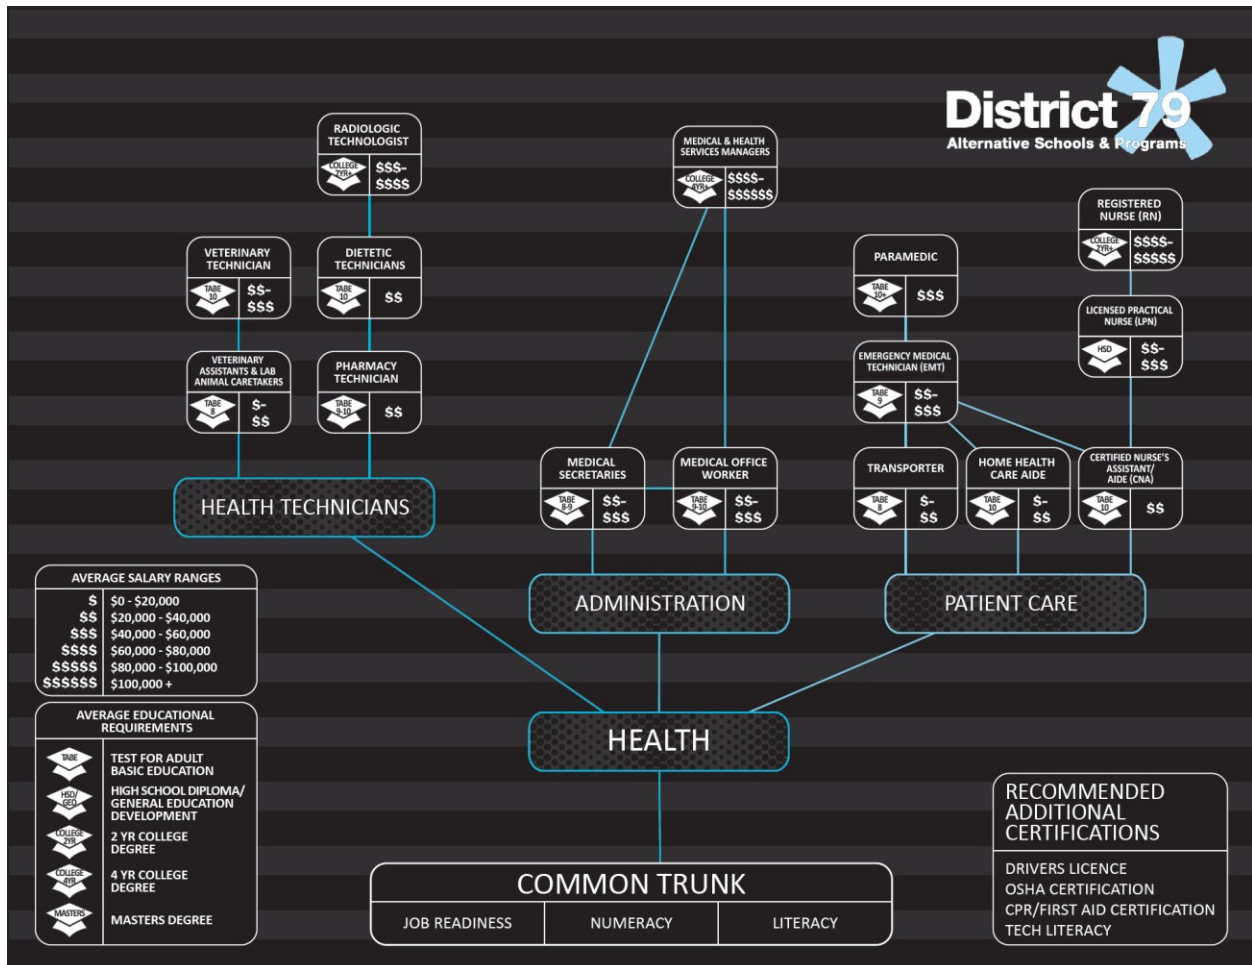 District 79
Alternative Schools & Programs
RADIOLOGIC
TECHNOLOGIST
COLLEGE
2YR+
$$$-
$$$$
MEDICAL & HEALTH
SERVICES MANAGERS
COLLEGE
4YR+
$$$$-
$$$$$$
REGISTERED
NURSE (RN)
COLLEGE
2YR+
$$$$-
$$$$$
VETERINARY
TECHNICIAN
TABE
10
$$-
$$$
DIETETIC
TECHNICIANS
TABE
10
$$
PARAMEDIC
TABE
10+
$$$
LICENSED PRACTICAL
NURSE (LPN)
HSD
$$-
$$$
VETERINARY
ASSISTANTS & LAB
ANIMAL CARETAKERS
TABE
8
$-
$$
PHARMACY
TECHNICIAN
TABE
9-10
$$
EMERGENCY MEDICAL
TECHNICIAN (EMT)
TABE
9
$$-
$$$
MEDICAL
SECRETARIES
TABE
8-9
$$-
$$$
MEDICAL OFFICE
WORKER
TABE
9-10
$$-
$$$
TRANSPORTER
TABE
8
$-
$$
HOME HEALTH
CARE AIDE
TABE
10
$-
$$
CERTIFIED NURSE'S
ASSISTANT/
AIDE (CNA)
TABE
10
$$
HEALTH TECHNICIANS
ADMINISTRATION
PATIENT CARE
HEALTH
AVERAGE SALARY RANGES
$ $0 - $20,000
$$ $20,000 - $40,000
$$$ $40,000 - $60,000
$$$$ $60,000 - $80,000
$$$$$ $80,000 - $100,000
$$$$$$ $100,000 +
AVERAGE EDUCATIONAL
REQUIREMENTS
TABE
TEST FOR ADULT
BASIC EDUCATION
HSD/
GED
HIGH SCHOOL DIPLOMA/
GENERAL EDUCATION
DEVELOPMENT
COLLEGE
2YR
2 YR COLLEGE
DEGREE
COLLEGE
4YR
4 YR COLLEGE
DEGREE
MASTERS
MASTERS DEGREE
COMMON TRUNK
JOB READINESS
NUMERACY
LITERACY
RECOMMENDED
ADDITIONAL
CERTIFICATIONS
DRIVERS LICENCE
OSHA CERTIFICATION
CPR/FIRST AID CERTIFICATION
TECH LITERACY